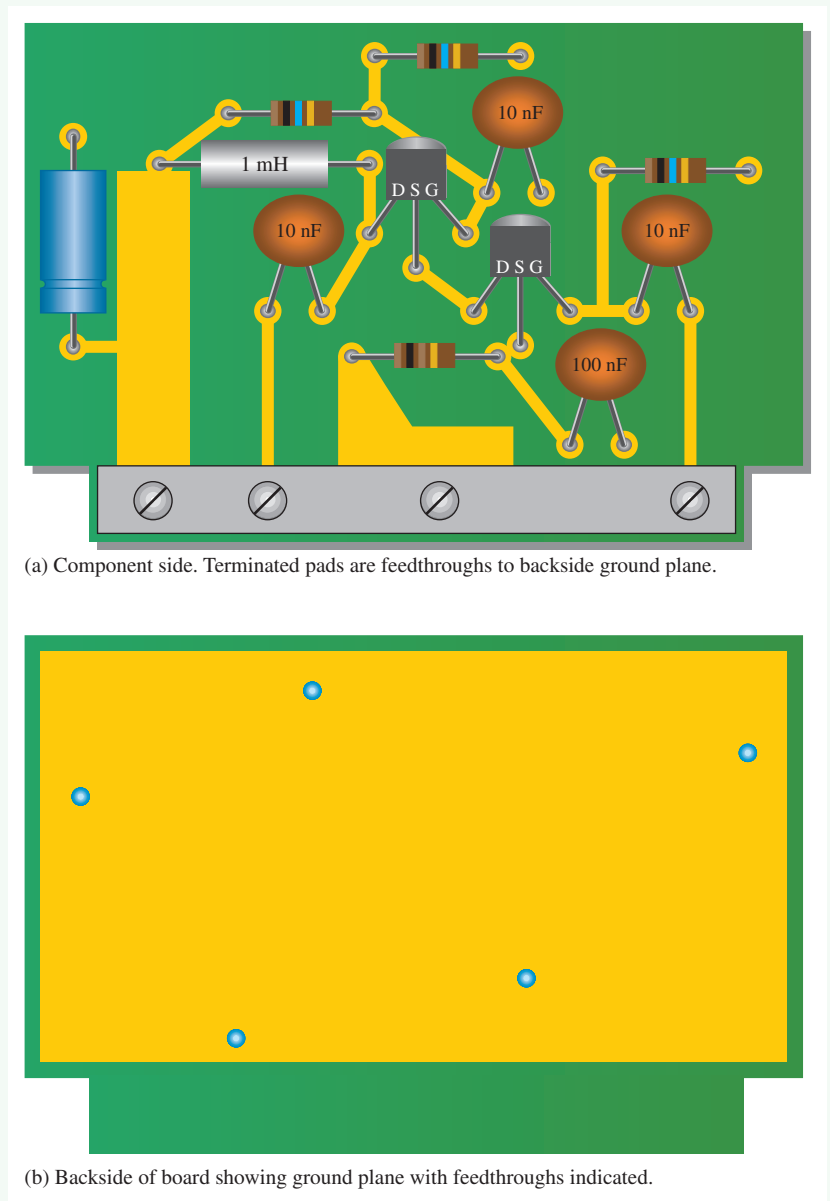 10 nF
1 mH
D S G
10 nF
10 nF
D S G
100 nF
(a) Component side. Terminated pads are feedthroughs to backside ground plane.
(b) Backside of board showing ground plane with feedthroughs indicated.